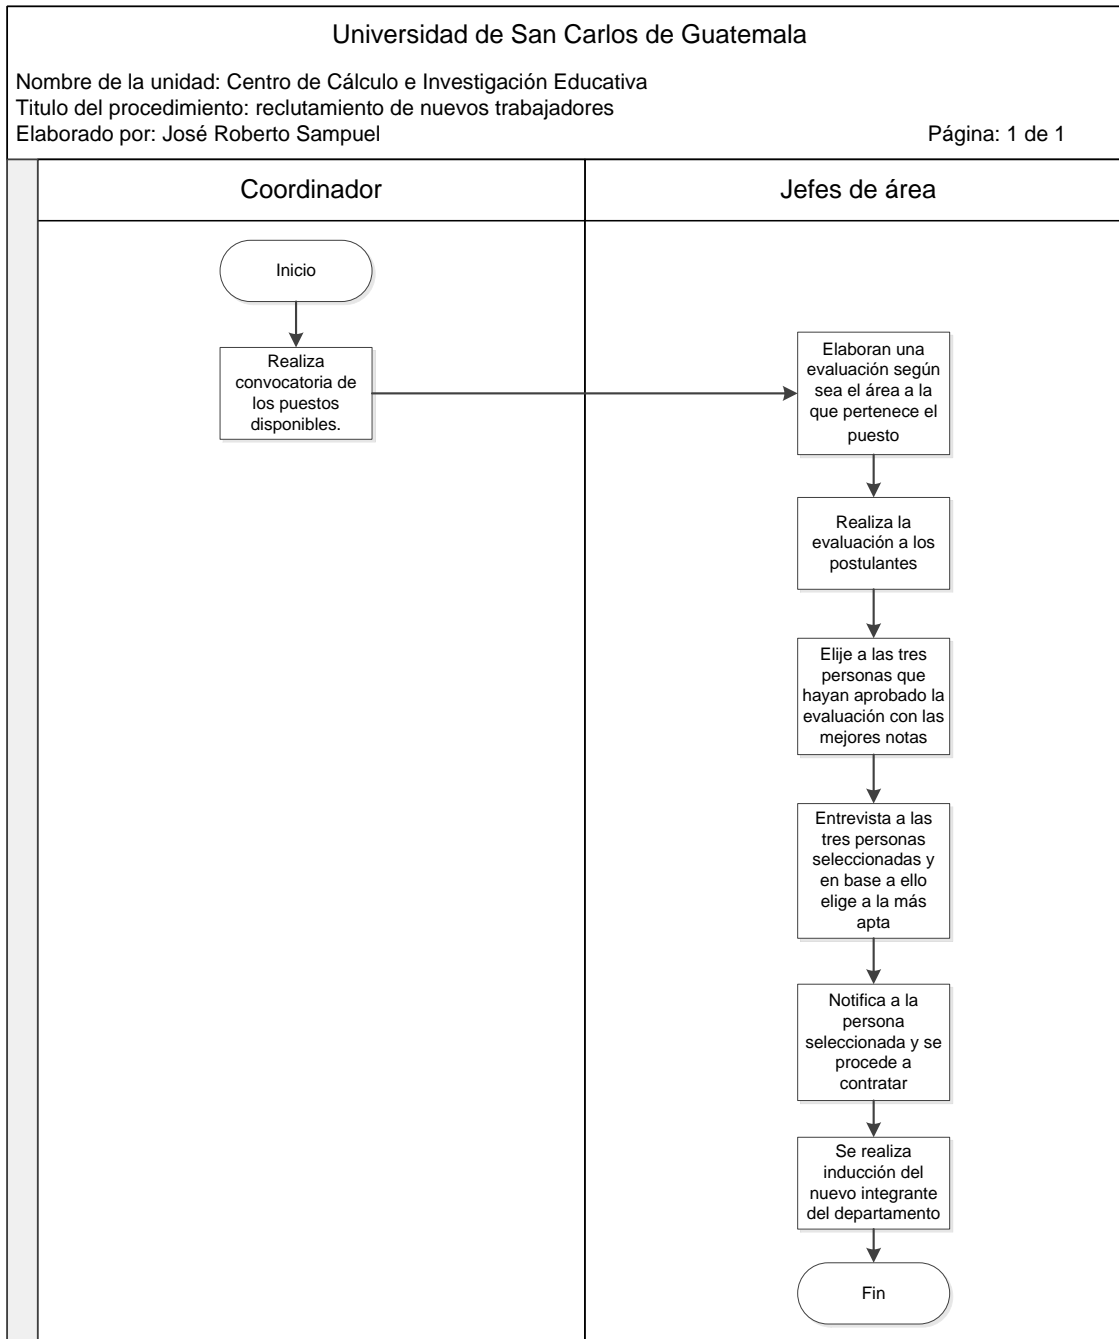 Universidad de San Carlos de Guatemala
Nombre de la unidad: Centro de Cálculo e Investigación Educativa
Titulo del procedimiento: reclutamiento de nuevos trabajadores
Elaborado por: José Roberto Sampuel
Página: 1 de 1
Coordinador
Jefes de área
Inicio
Realiza
convocatoria de
los puestos
disponibles.
Elaboran una
evaluación según
sea el área a la
que pertenece el
puesto
Realiza la
evaluación a los
postulantes
Elije a las tres
personas que
hayan aprobado la
evaluación con las
mejores notas
Entrevista a las
tres personas
seleccionadas y
en base a ello
elige a la más
apta
Notifica a la
persona
seleccionada y se
procede a
contratar
Se realiza
inducción del
nuevo integrante
del departamento
Fin